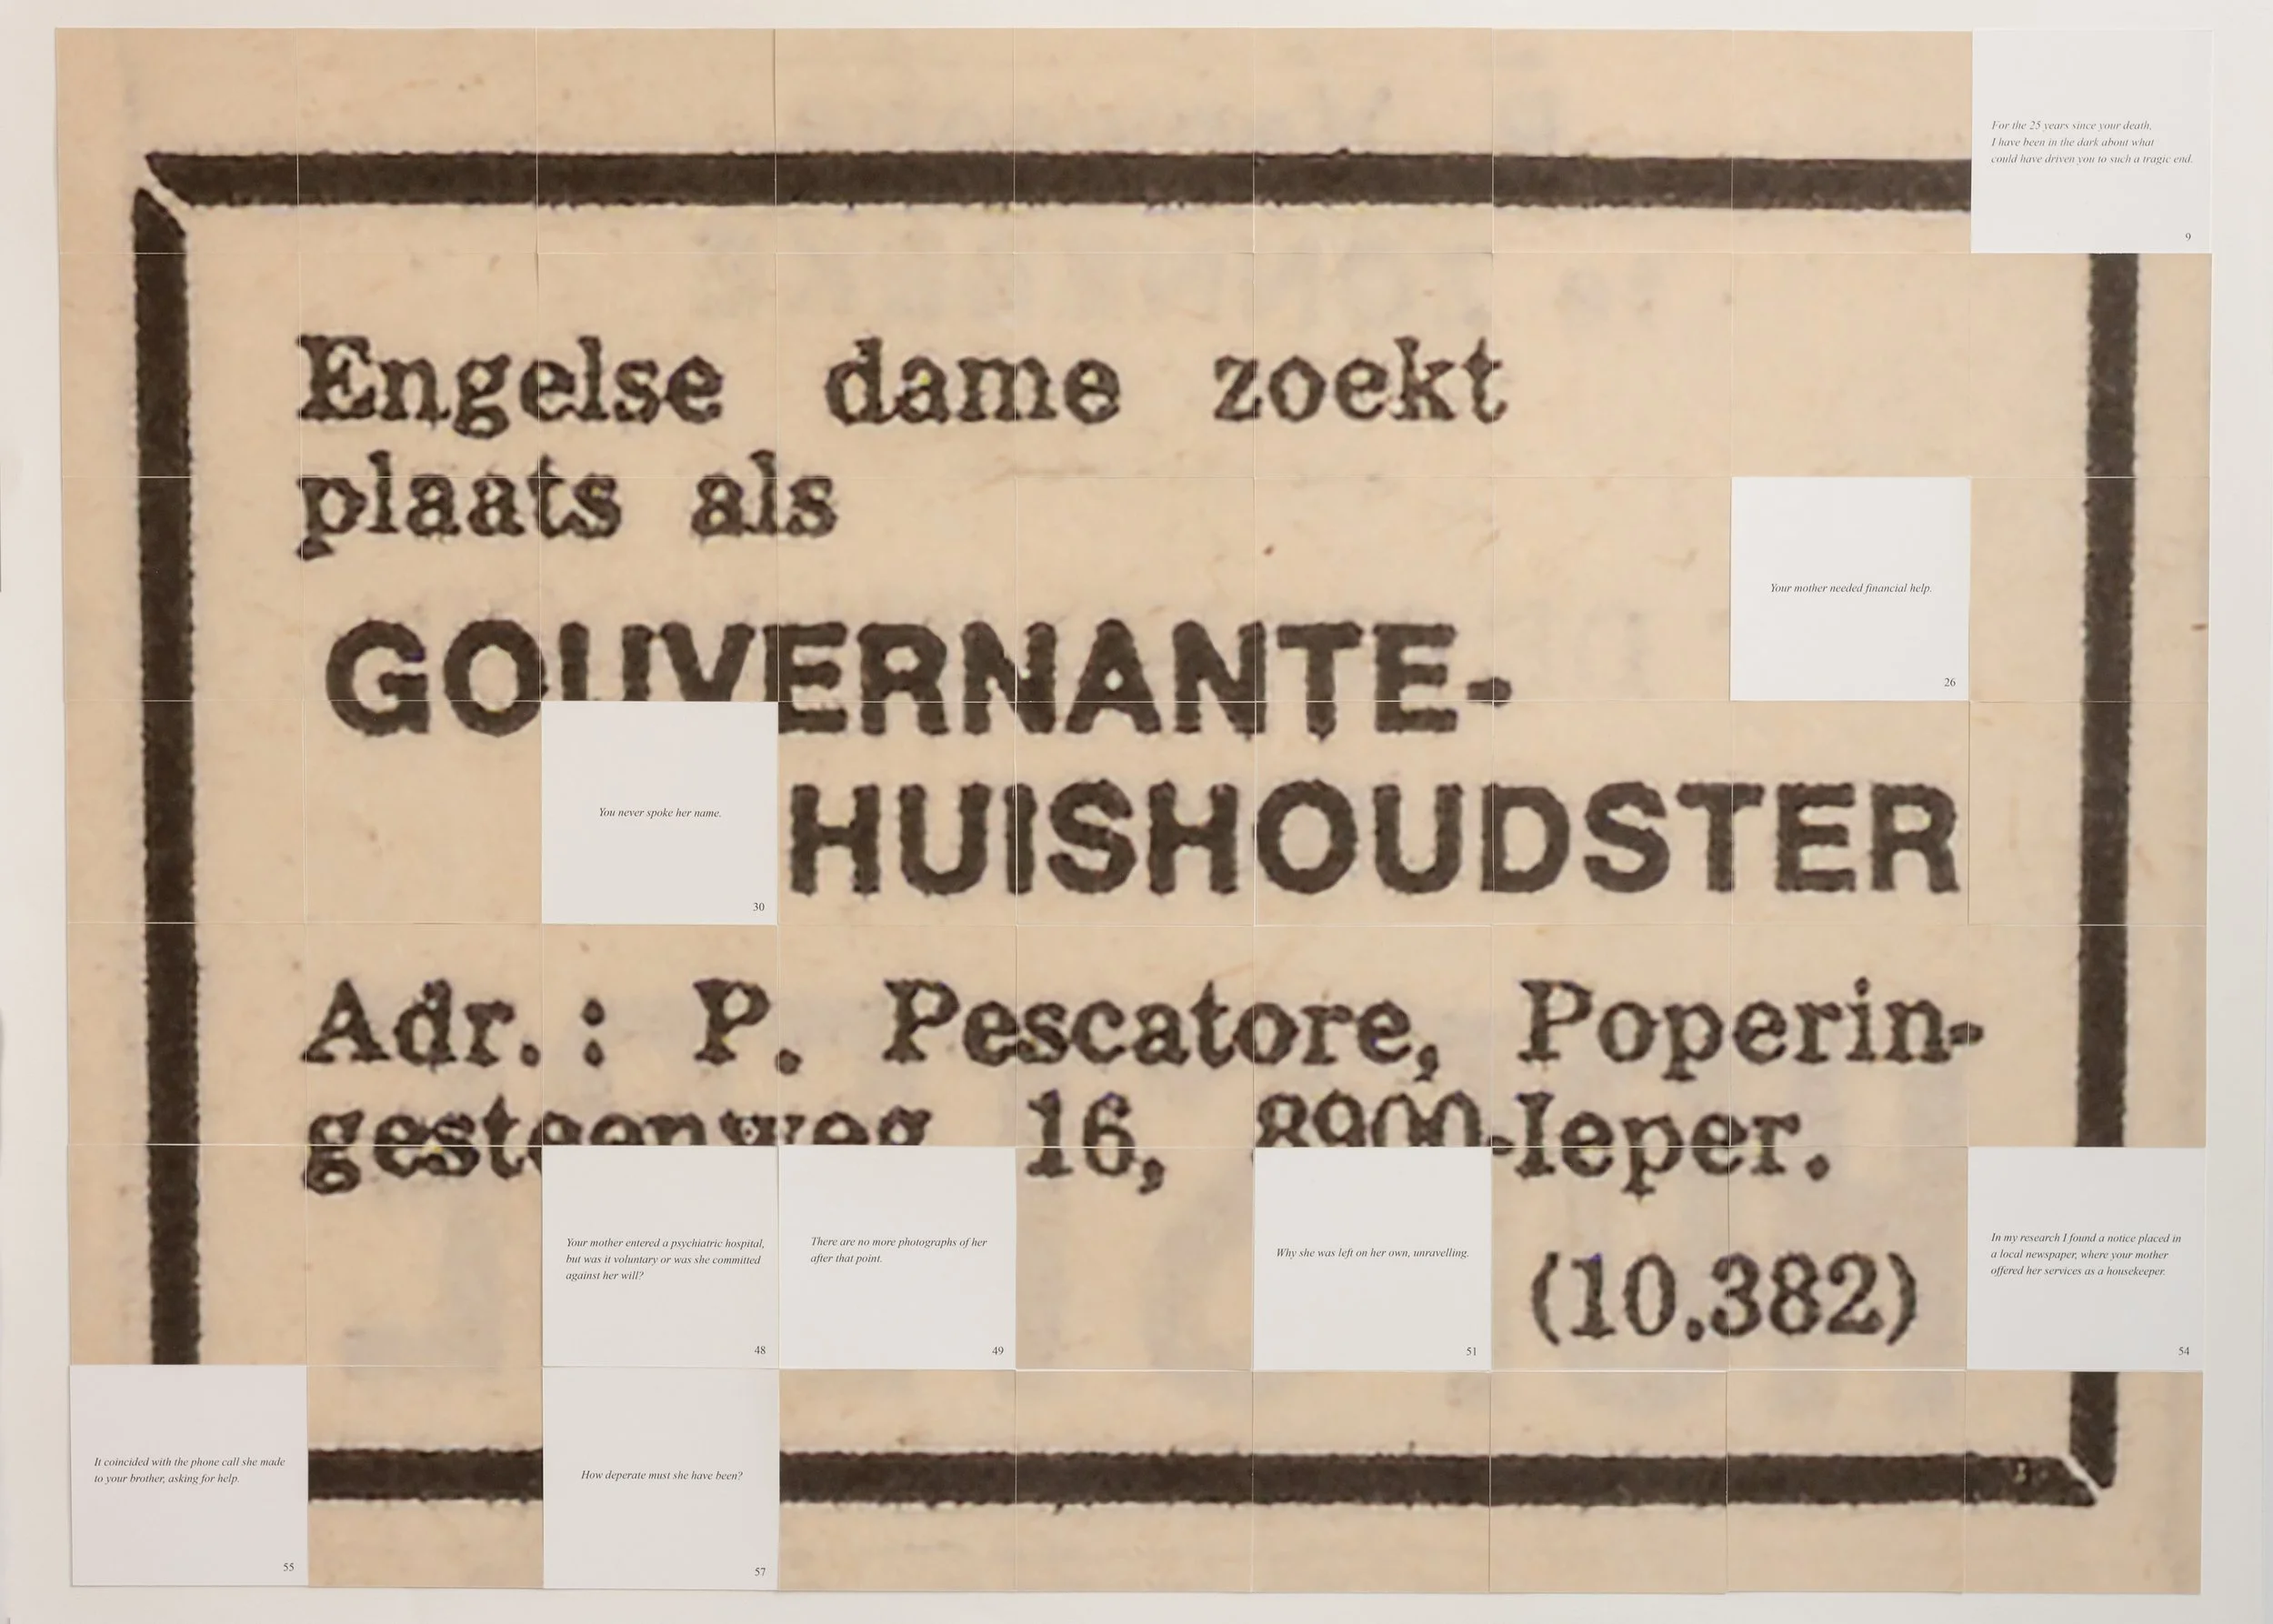 For the 25 years since your death,
I have been in the dark about what
could have driven you to such a tragic end.
9
Engelse dame zoekt
plaats als
Your mother needed financial help.
26
GOUVERNANTE-
You never spoke her name.
30
HUISHOUDSTER
Adr.: P. Pescatore, Poperin-
gesteenweg 16, 8900-Ieper.
Your mother entered a psychiatric hospital,
but was it voluntary or was she committed
against her will?
48
There are no more photographs of her
after that point.
49
Why she was left on her own, unravelling.
51
(10.382)
In my research I found a notice placed in
a local newspaper, where your mother
offered her services as a housekeeper.
54
It coincided with the phone call she made
to your brother, asking for help.
55
How deperate must she have been?
57